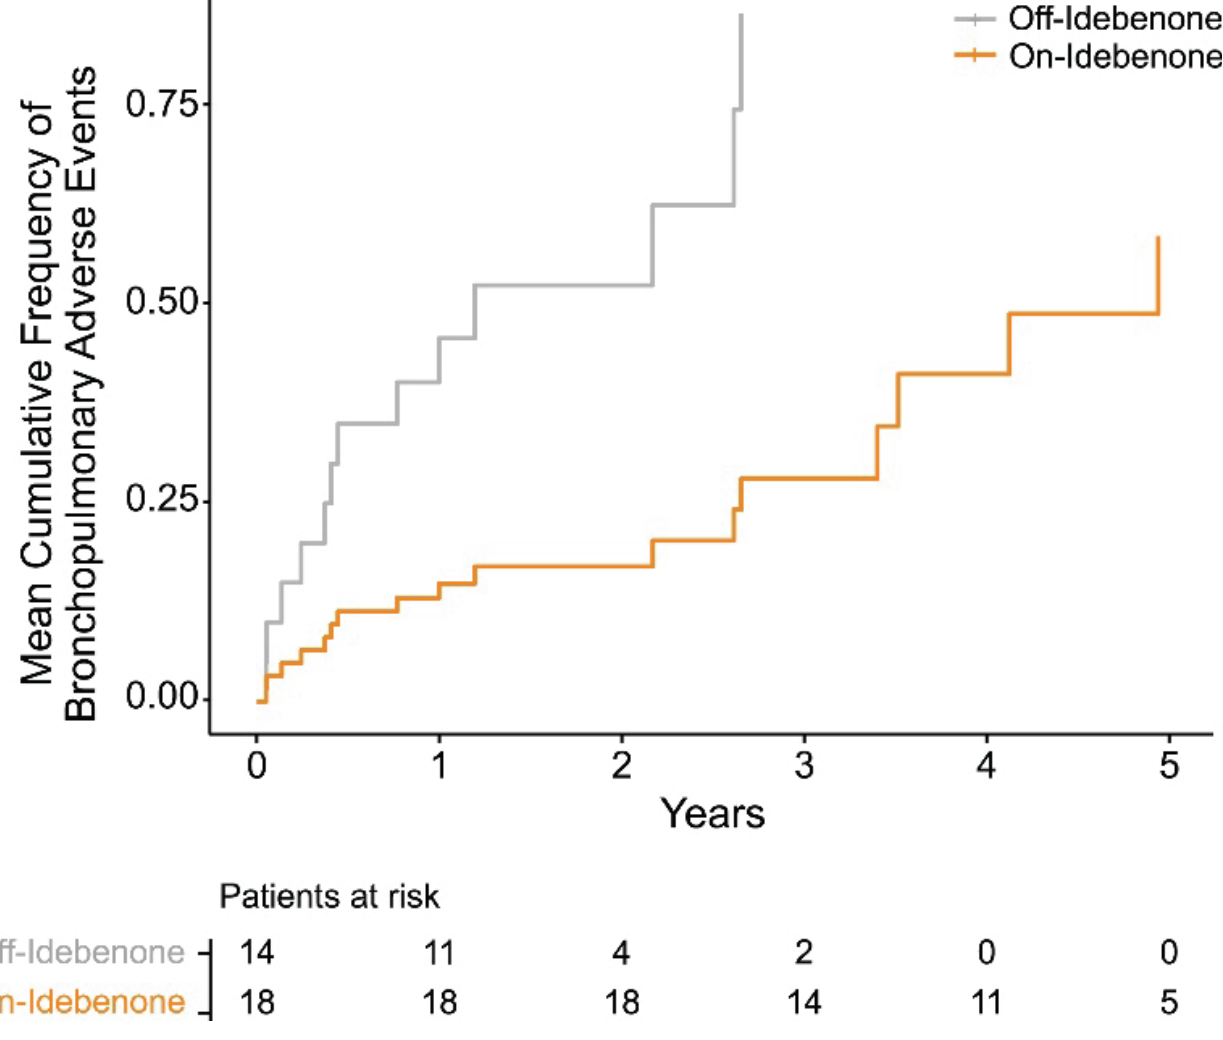 Off-Idebenone
On-Idebenone
Mean Cumulative Frequency of
Bronchopulmonary Adverse Events
0.75
0.50
0.25
0.00
0 1 2 3 4 5
Years
Patients at risk
ff-Idebenone 14 11 4 2 0 0
n-Idebenone 18 18 18 14 11 5